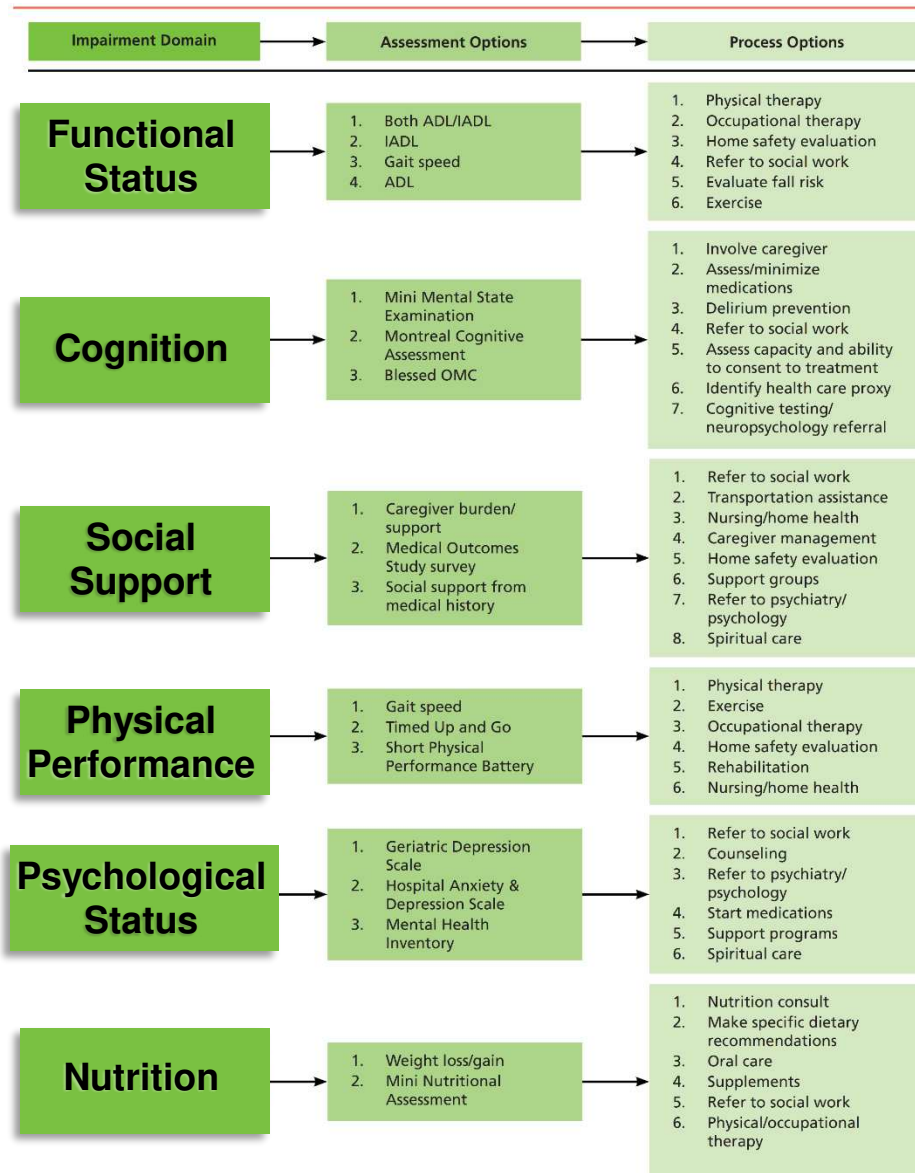 Impairment Domain
Assessment Options
Process Options
Functional
Status
1. Both ADL/IADL
2. IADL
3. Gait speed
4. ADL
1. Physical therapy
2. Occupational therapy
3. Home safety evaluation
4. Refer to social work
5. Evaluate fall risk
6. Exercise
Cognition
1. Mini Mental State
Examination
2. Montreal Cognitive
Assessment
3. Blessed OMC
1. Involve caregiver
2. Assess/minimize
medications
3. Delirium prevention
4. Refer to social work
5. Assess capacity and ability
to consent to treatment
6. Identify health care proxy
7. Cognitive testing/
neuropsychology referral
Social
Support
1. Caregiver burden/
support
2. Medical Outcomes
Study survey
3. Social support from
medical history
1. Refer to social work
2. Transportation assistance
3. Nursing/home health
4. Caregiver management
5. Home safety evaluation
6. Support groups
7. Refer to psychiatry/
psychology
8. Spiritual care
Physical
Performance
1. Gait speed
2. Timed Up and Go
3. Short Physical
Performance Battery
1. Physical therapy
2. Exercise
3. Occupational therapy
4. Home safety evaluation
5. Rehabilitation
6. Nursing/home health
Psychological
Status
1. Geriatric Depression
Scale
2. Hospital Anxiety &
Depression Scale
3. Mental Health
Inventory
1. Refer to social work
2. Counseling
3. Refer to psychiatry/
psychology
4. Start medications
5. Support programs
6. Spiritual care
Nutrition
1. Weight loss/gain
2. Mini Nutritional
Assessment
1. Nutrition consult
2. Make specific dietary
recommendations
3. Oral care
4. Supplements
5. Refer to social work
6. Physical/occupational
therapy